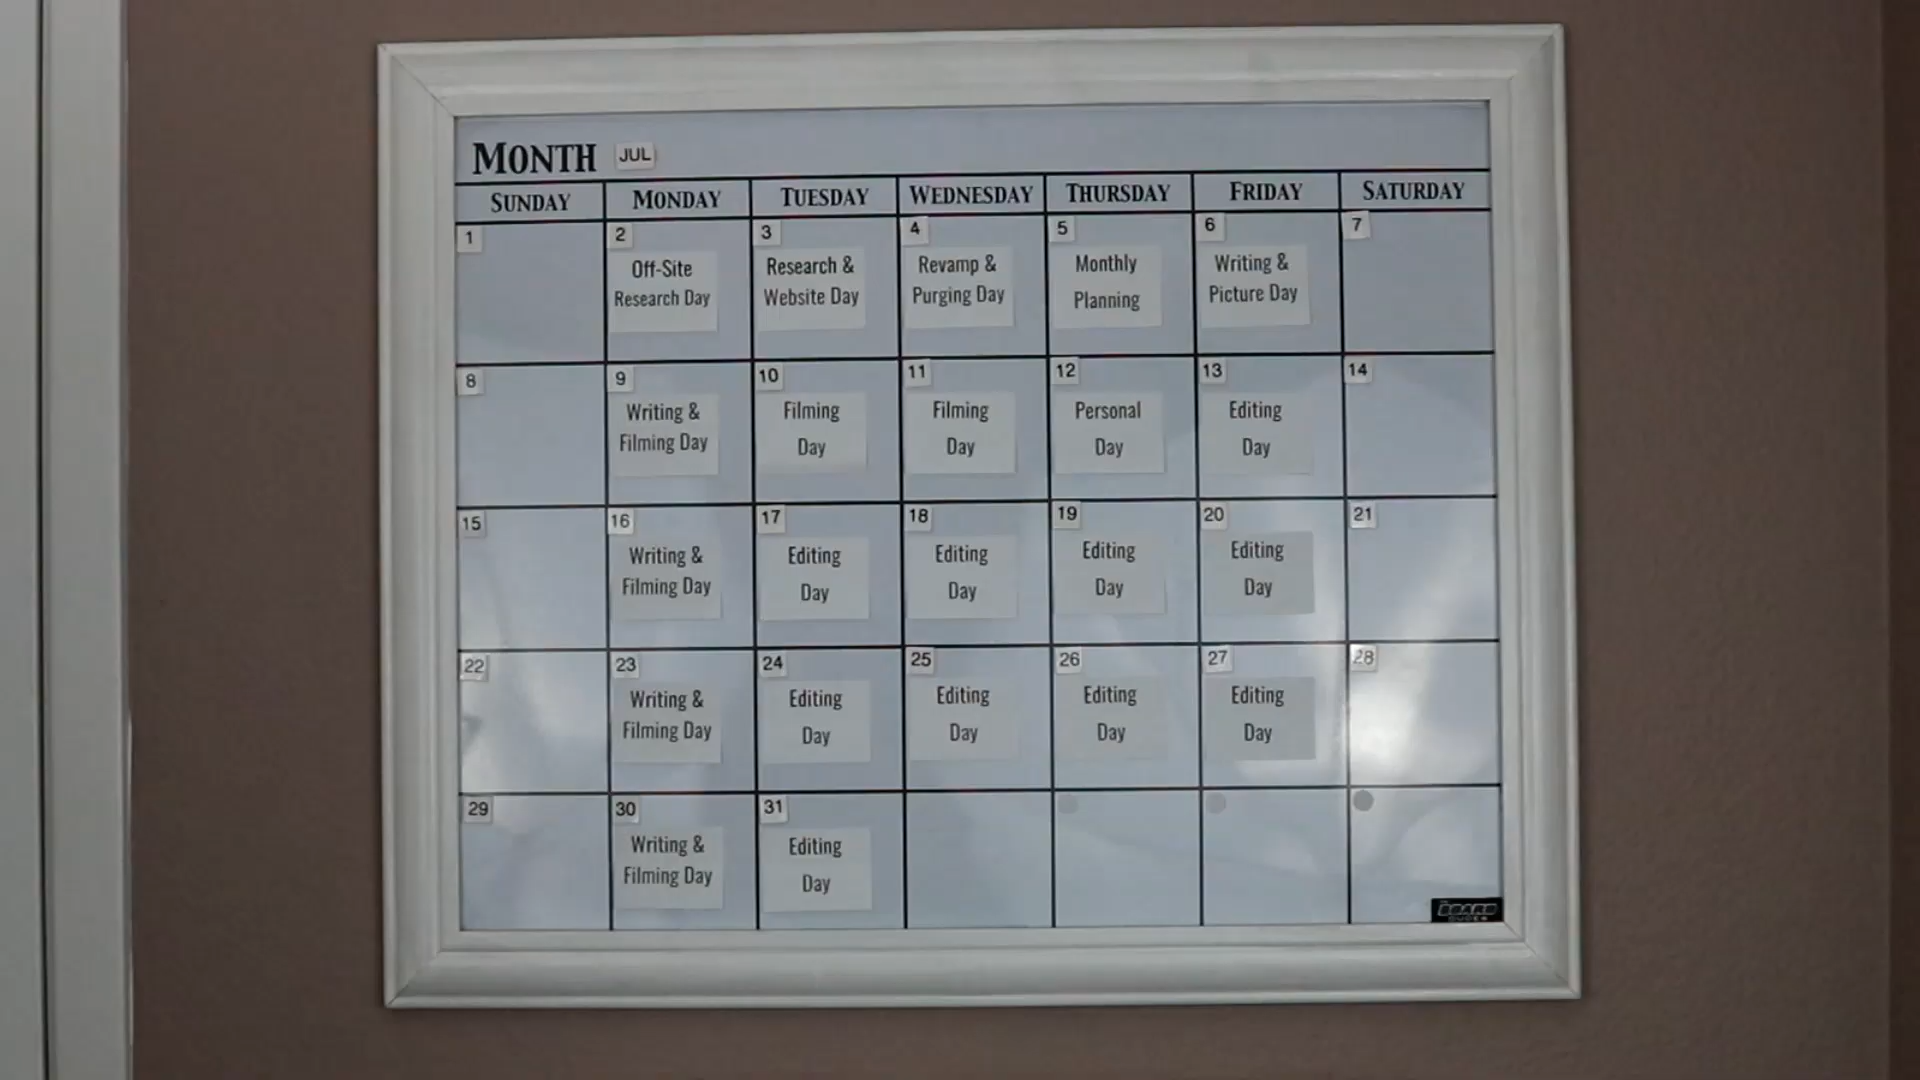 MONTH JUL
SUNDAY MONDAY TUESDAY WEDNESDAY THURSDAY FRIDAY SATURDAY
1 2 3 4 5 6 7
Off-Site Research & Revamp & Monthly Writing &
Research Day Website Day Purging Day Planning Picture Day
8 9 10 11 12 13 14
Writing & Filming Filming Personal Editing
Filming Day Day Day Day Day
15 16 17 18 19 20 21
Writing & Editing Editing Editing Editing
Filming Day Day Day Day Day
22 23 24 25 26 27 28
Writing & Editing Editing Editing Editing
Filming Day Day Day Day Day
29 30 31
Writing & Editing
Filming Day Day
BOARD